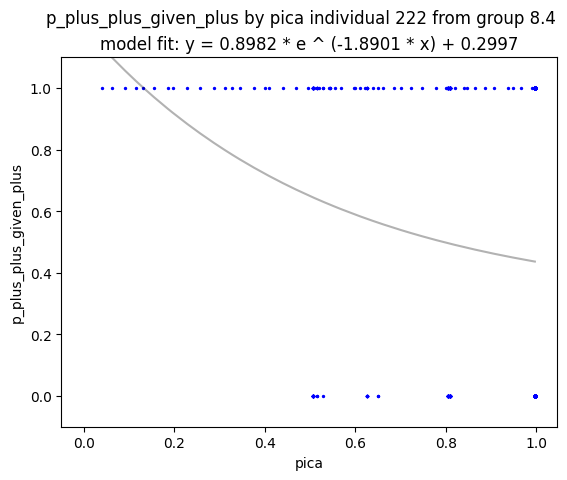 p_plus_plus_given_plus by pica individual 222 from group 8.4
model fit: y = 0.8982 * e ^ (-1.8901 * x) + 0.2997
p_plus_plus_given_plus
1.0
0.8
0.6
0.4
0.2
0.0
0.0 0.2 0.4 0.6 0.8 1.0
pica